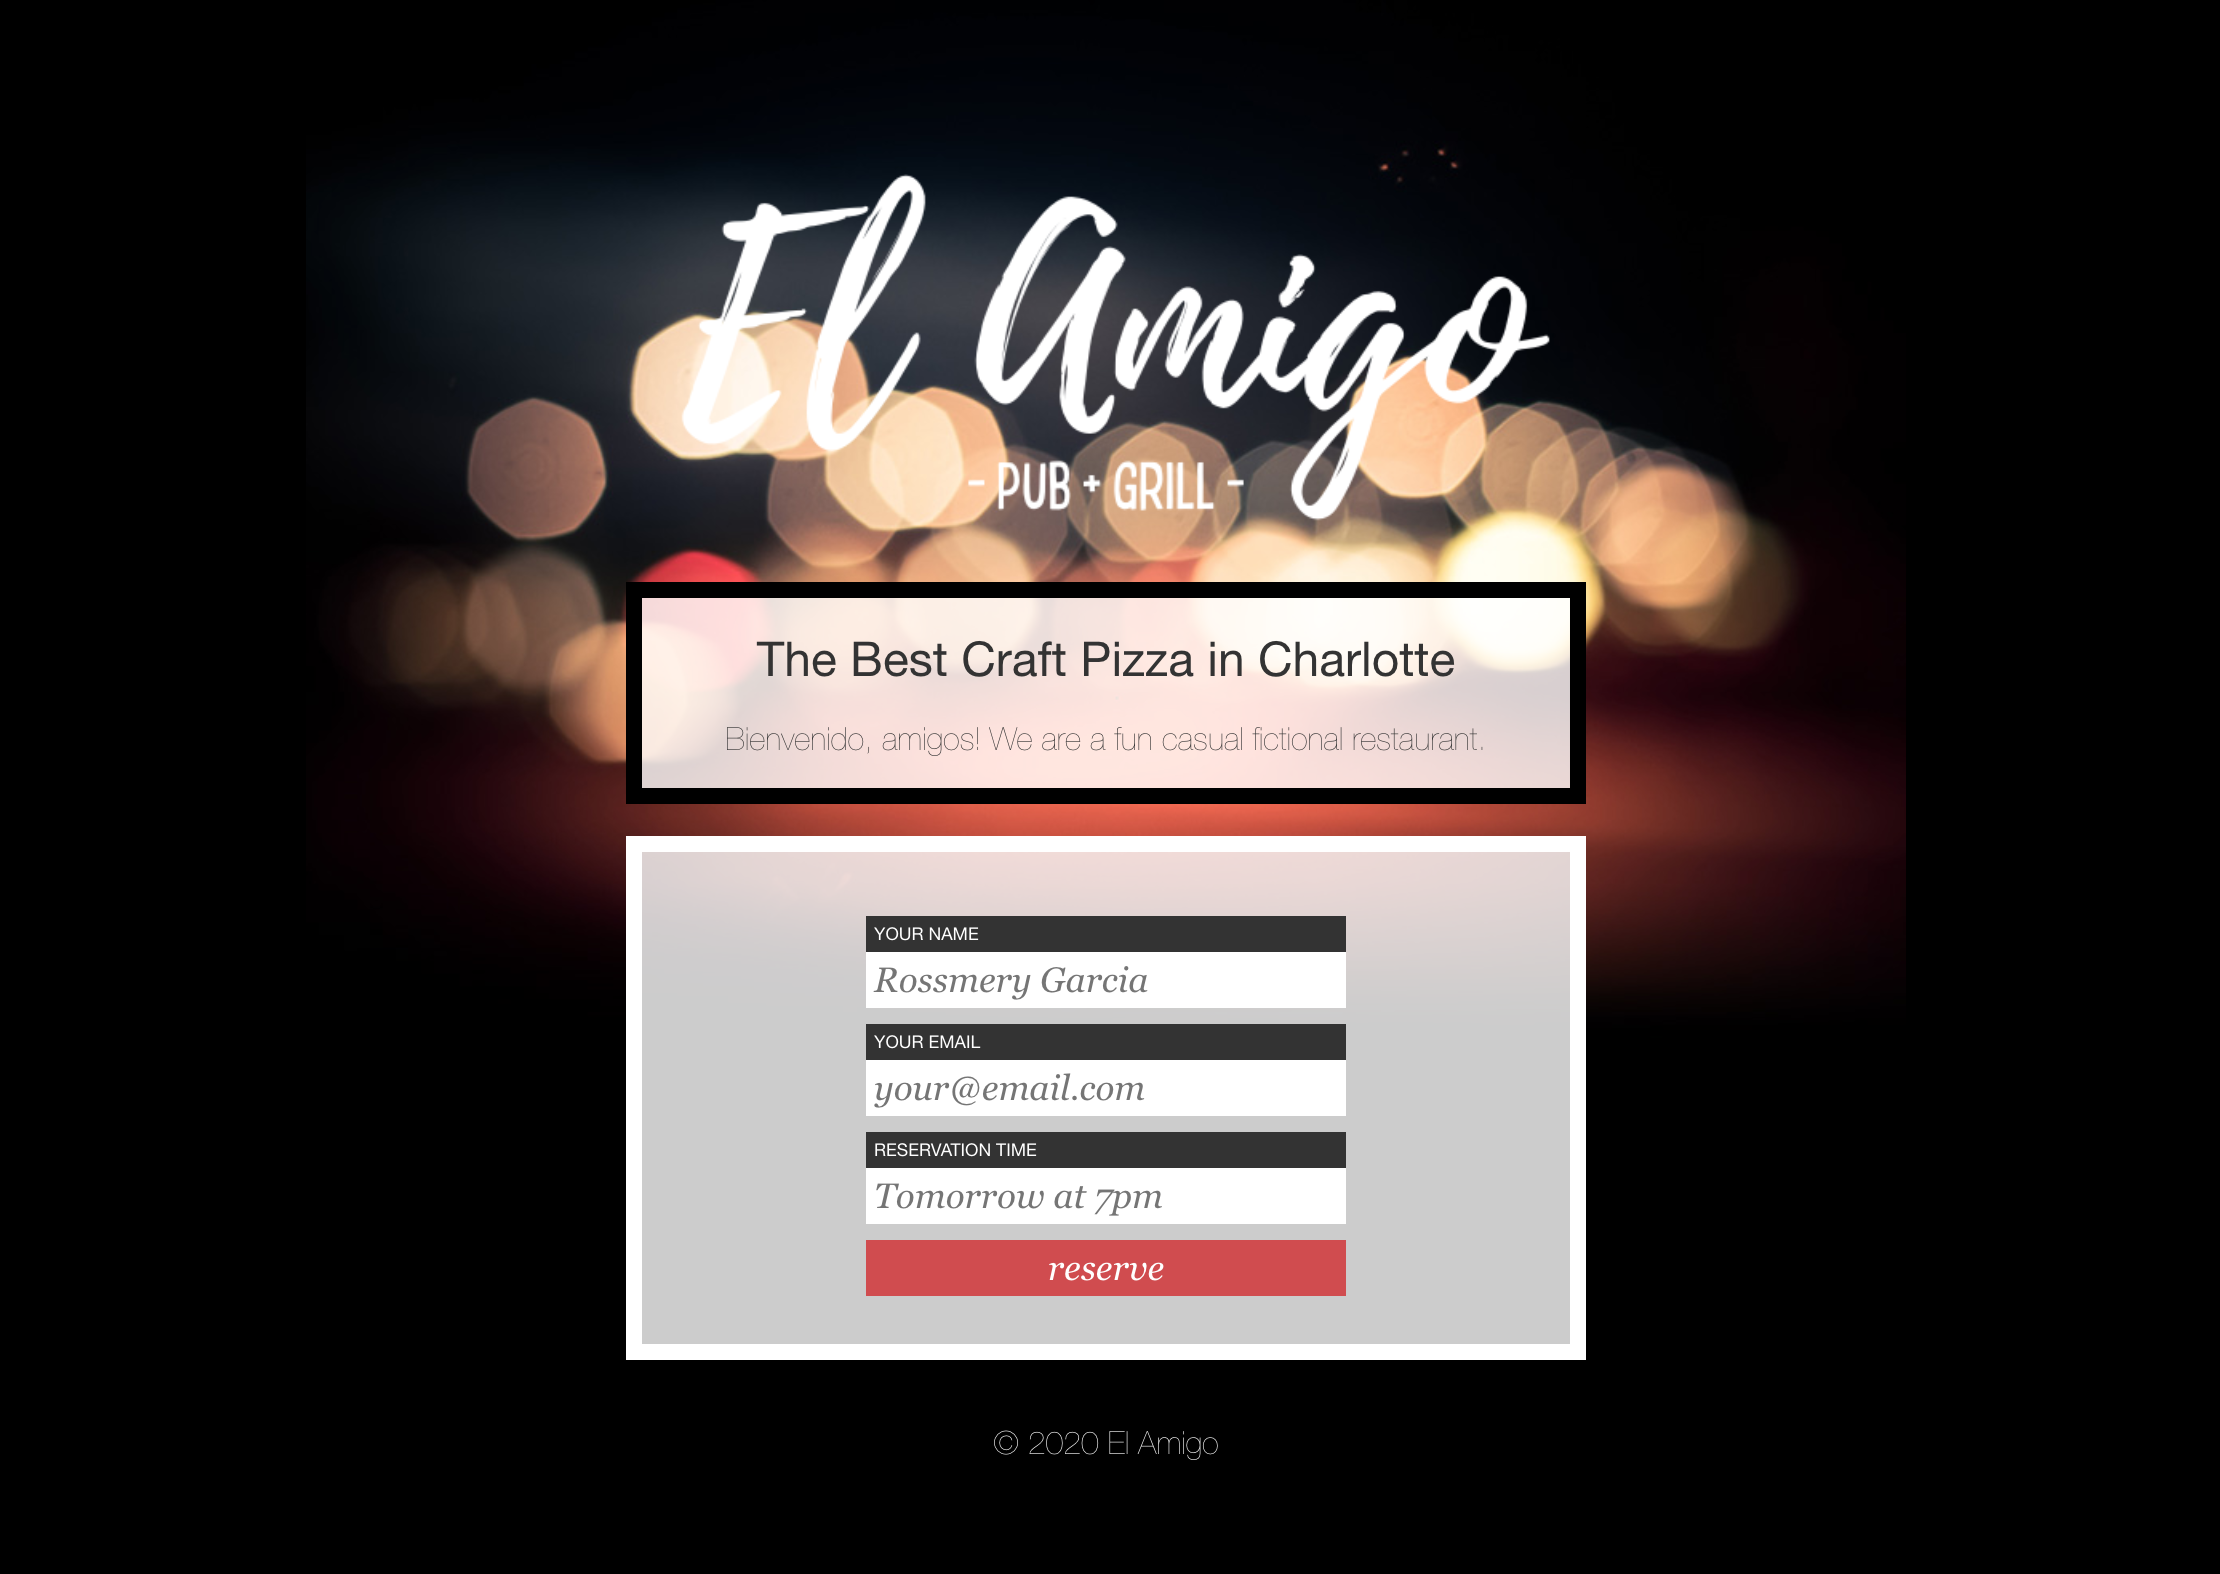 El Amigo
- PUB + GRILL -
The Best Craft Pizza in Charlotte
Bienvenido, amigos! We are a fun casual fictional restaurant.
YOUR NAME
Rossmery Garcia
YOUR EMAIL
your@email.com
RESERVATION TIME
Tomorrow at 7pm
reserve
© 2020 El Amigo